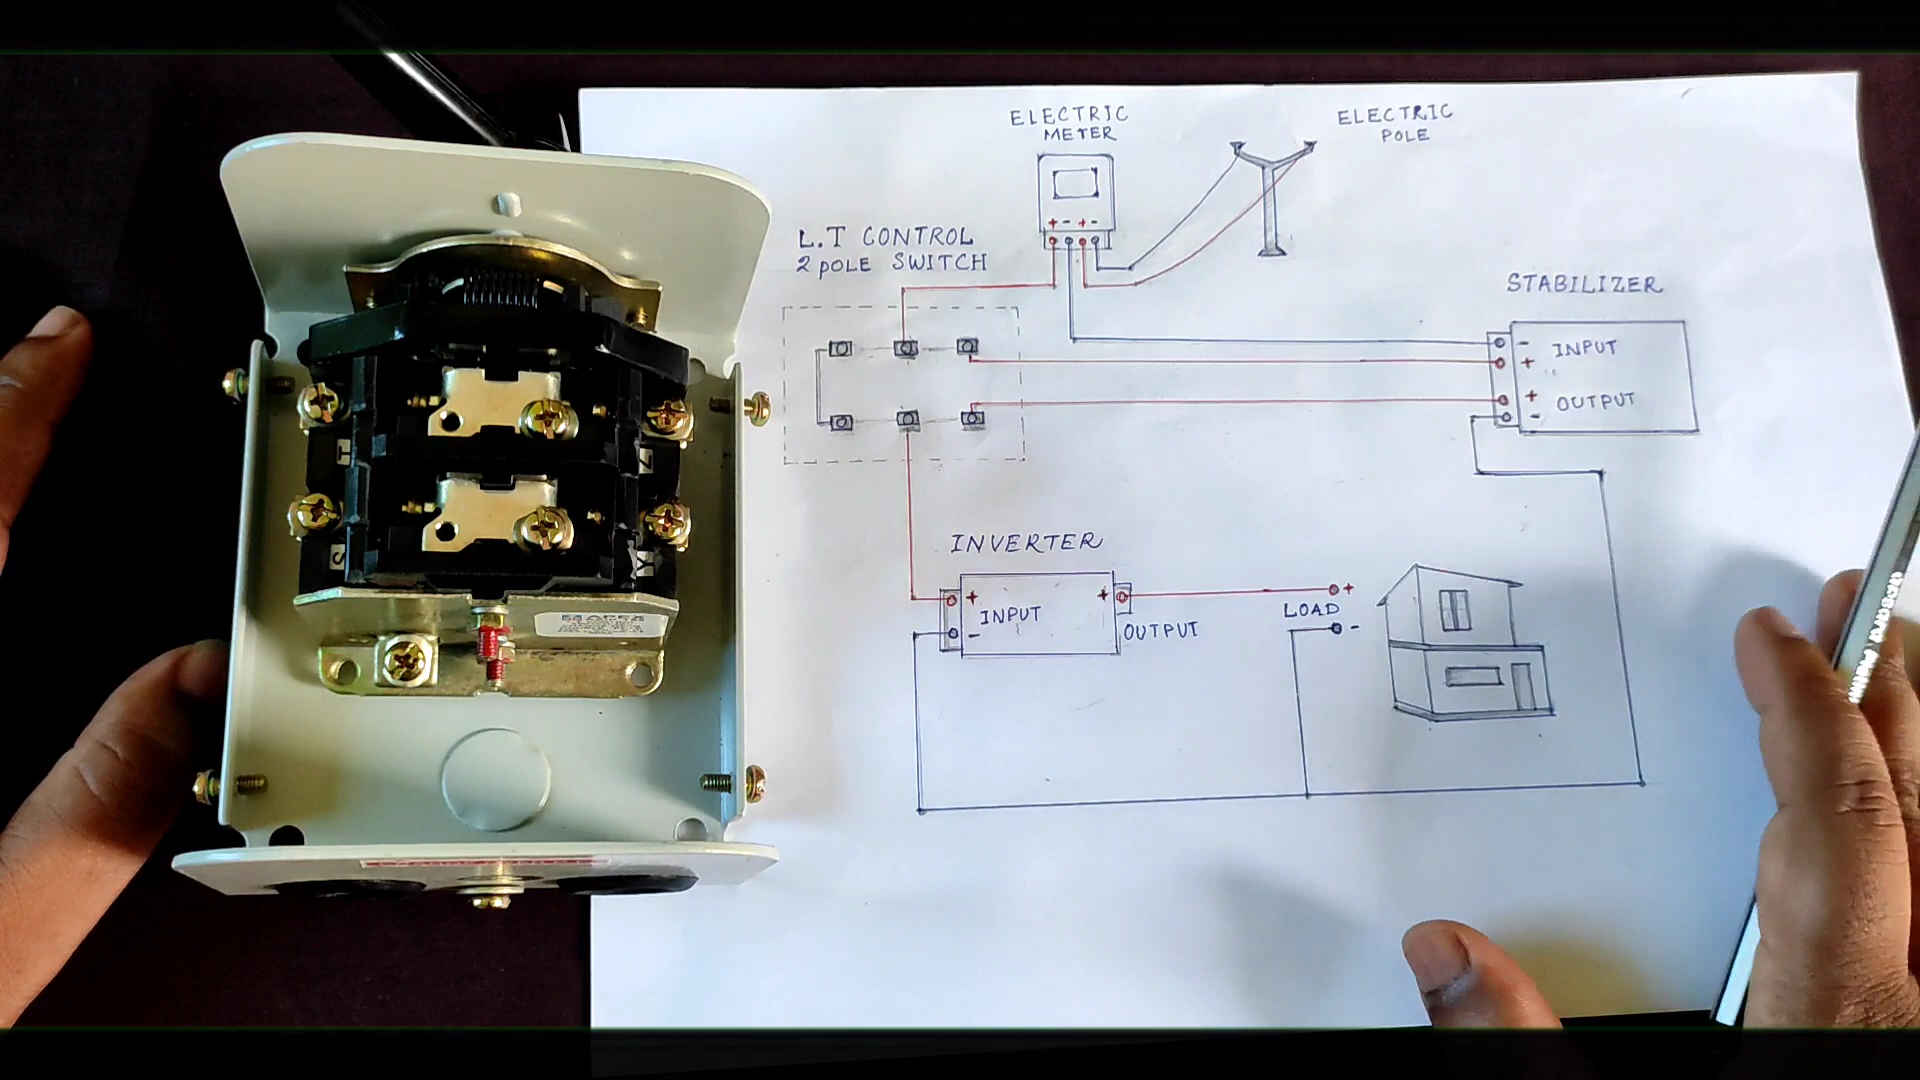 ELECTRIC
METER
ELECTRIC
POLE
L.T CONTROL
2 POLE SWITCH
+ - + -
STABILIZER
- INPUT
+
+ OUTPUT
-
INVERTER
+ INPUT
-
+
OUTPUT
LOAD
+
-